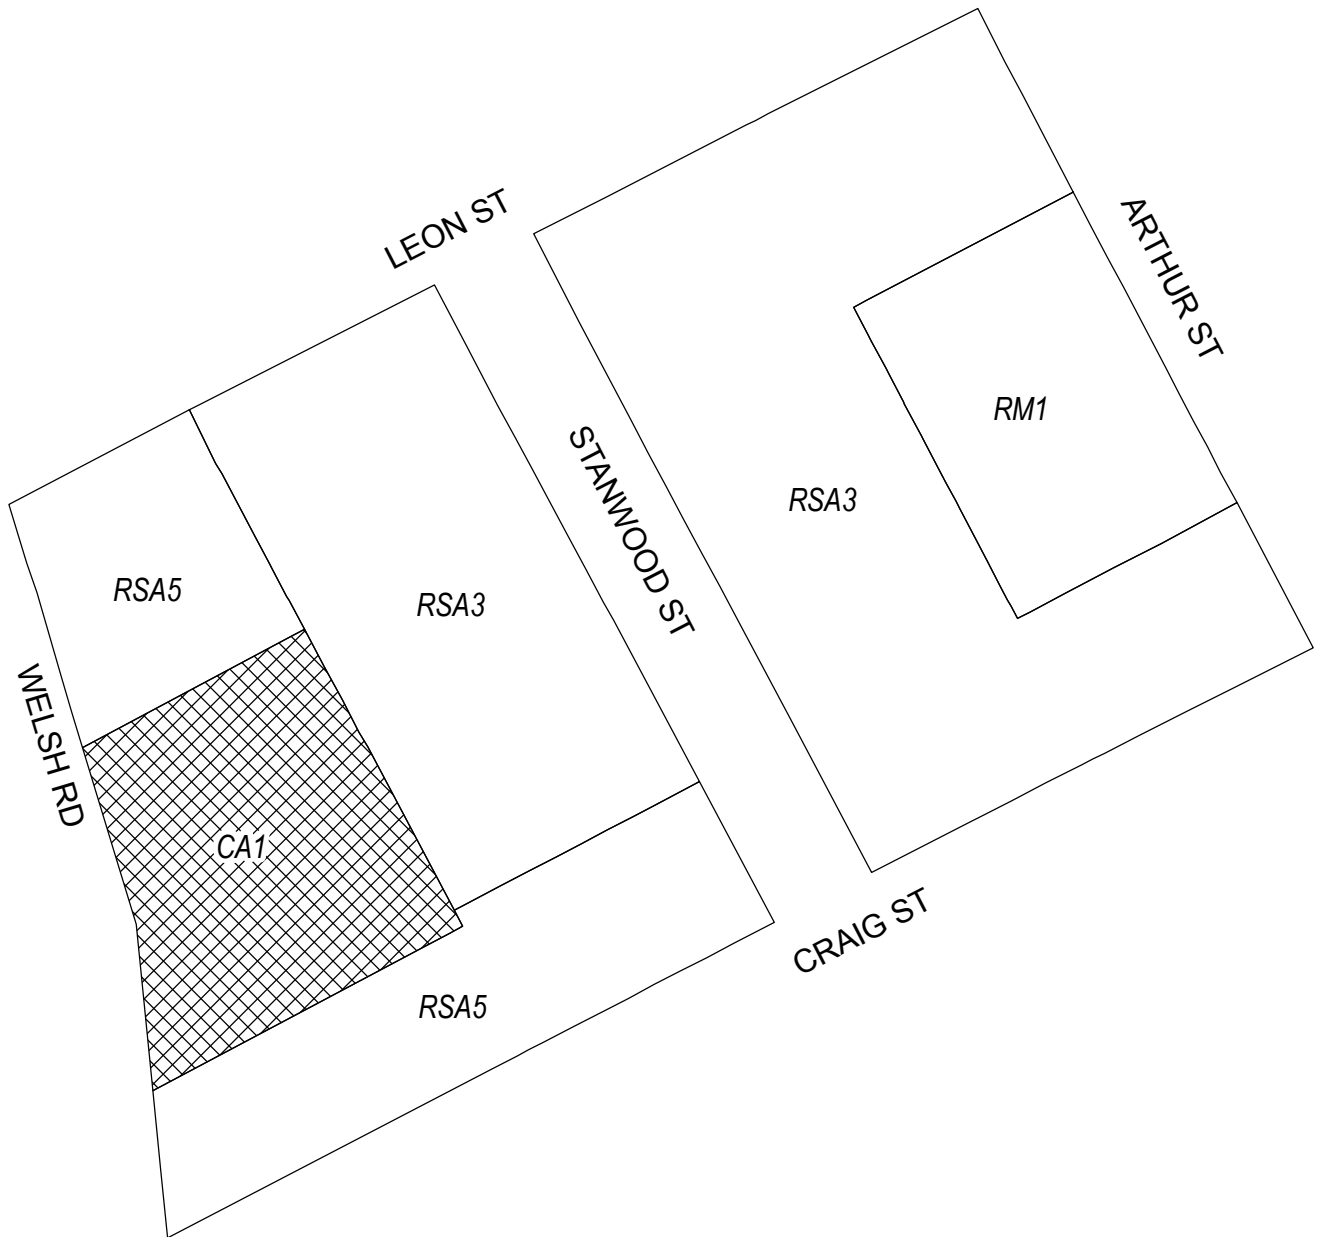 LEON ST
ARTHUR ST
RM1
STANWOOD ST
RSA3
RSA5
RSA3
WELSH RD
CA1
CRAIG ST
RSA5